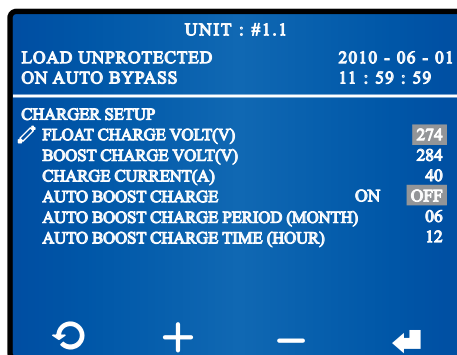 UNIT : #1.1
LOAD UNPROTECTED 2010 - 06 - 01
ON AUTO BYPASS 11 : 59 : 59
CHARGER SETUP
FLOAT CHARGE VOLT(V) 274
BOOST CHARGE VOLT(V) 284
CHARGE CURRENT(A) 40
AUTO BOOST CHARGE ON OFF
AUTO BOOST CHARGE PERIOD (MONTH) 06
AUTO BOOST CHARGE TIME (HOUR) 12